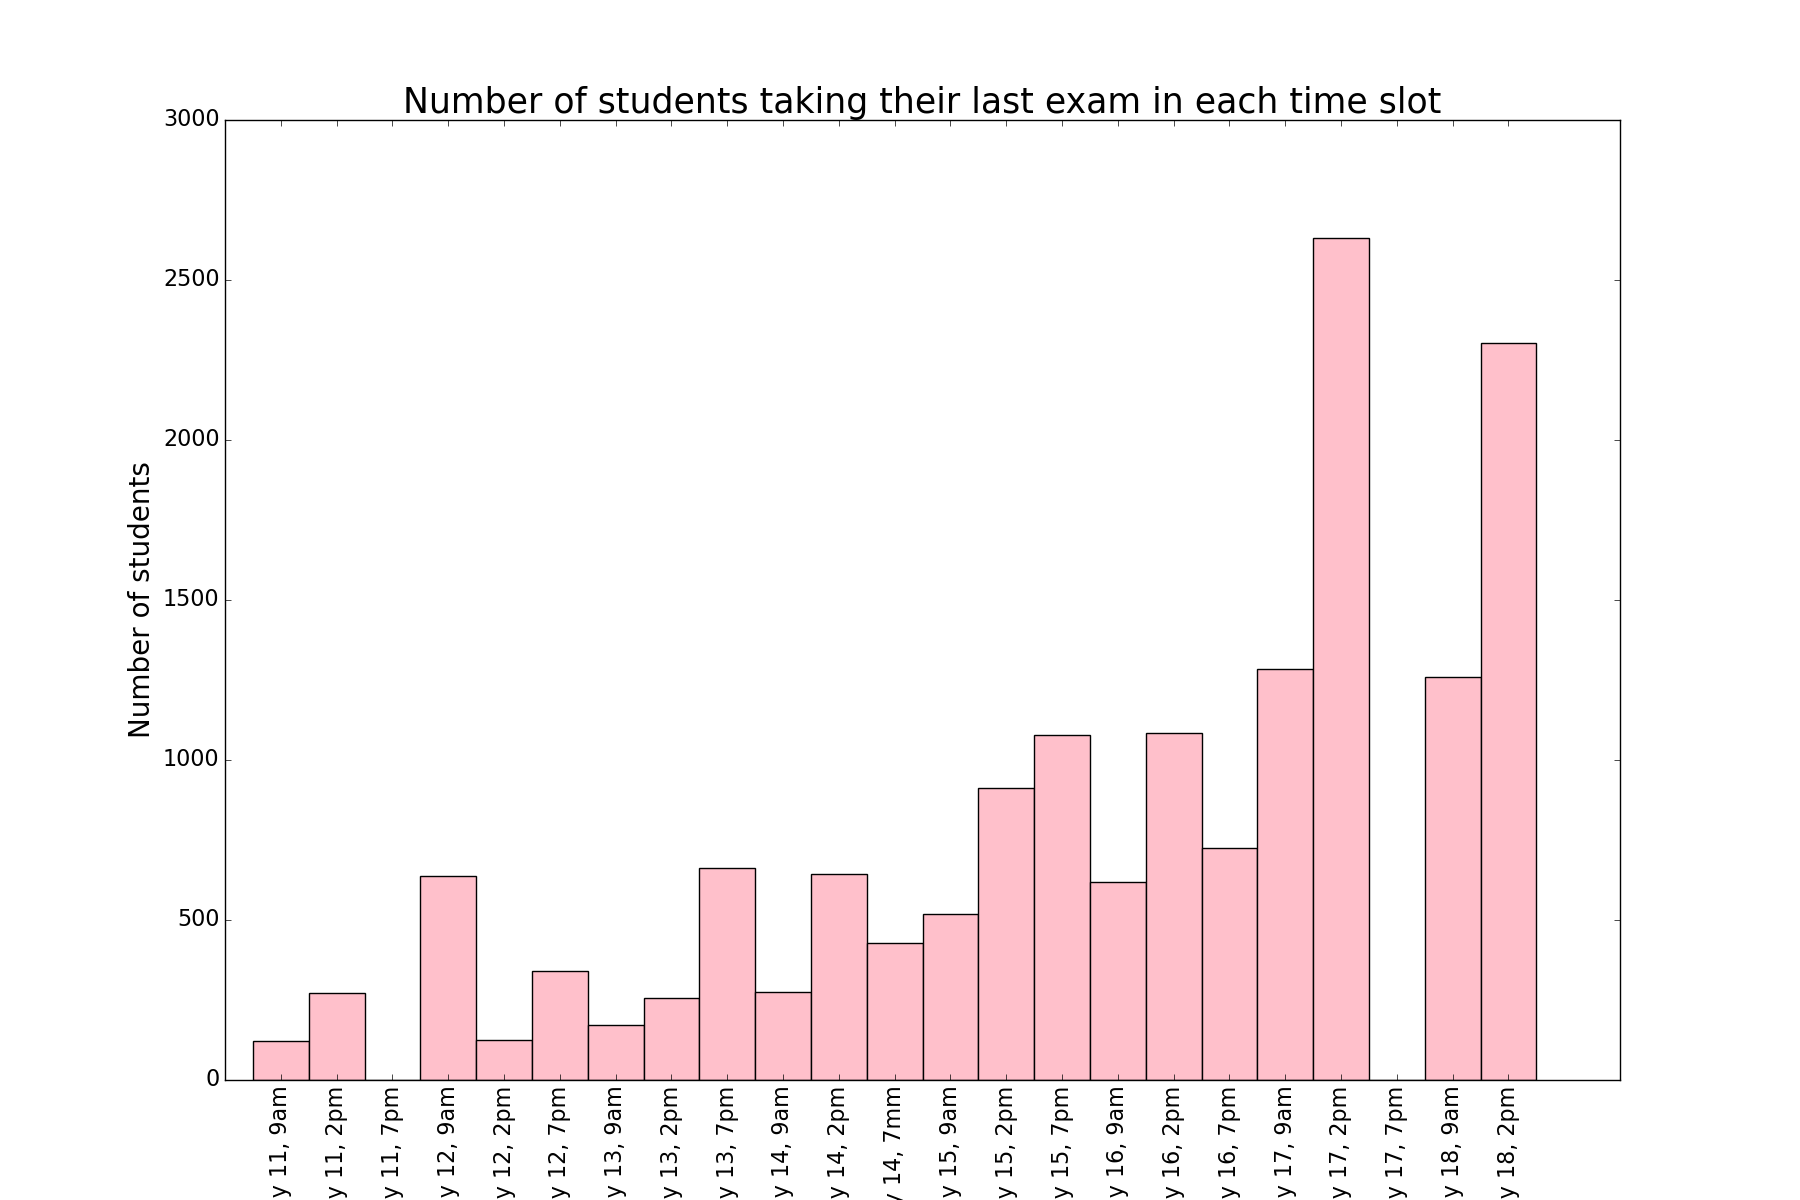 Number of students taking their last exam in each time slot
3000
2500
2000
1500
1000
500
0
Number of students
y 11, 9am
y 11, 2pm
y 11, 7pm
y 12, 9am
y 12, 2pm
y 12, 7pm
y 13, 9am
y 13, 2pm
y 13, 7pm
y 14, 9am
y 14, 2pm
y 14, 7mm
y 15, 9am
y 15, 2pm
y 15, 7pm
y 16, 9am
y 16, 2pm
y 16, 7pm
y 17, 9am
y 17, 2pm
y 17, 7pm
y 18, 9am
y 18, 2pm